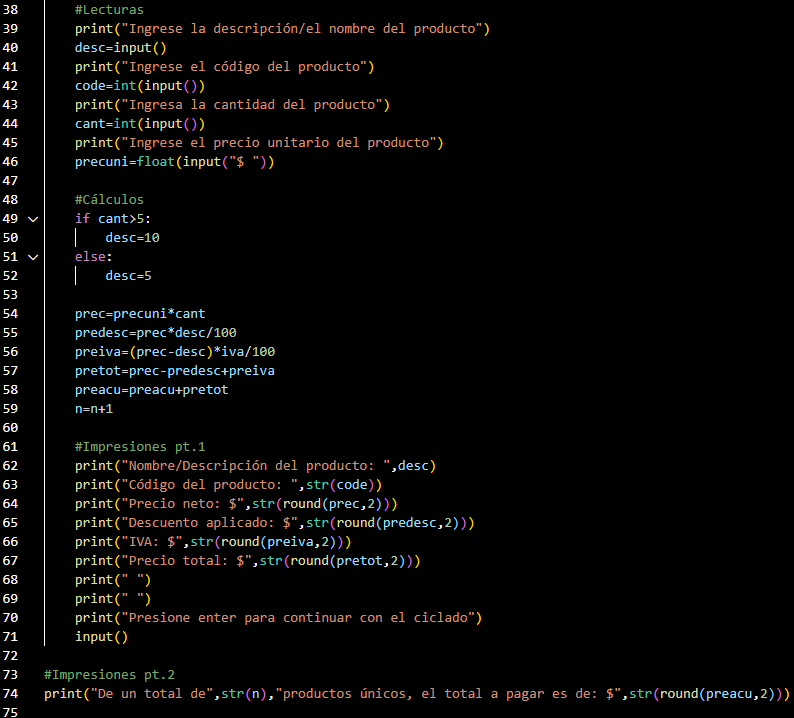 38 #Lecturas
39 print("Ingrese la descripción/el nombre del producto")
40 desc=input()
41 print("Ingrese el código del producto")
42 code=int(input())
43 print("Ingresa la cantidad del producto")
44 cant=int(input())
45 print("Ingrese el precio unitario del producto")
46 precuni=float(input("$ "))
47
48 #Cálculos
49 if cant>5:
50 desc=10
51 else:
52 desc=5
53
54 prec=precuni*cant
55 predesc=prec*desc/100
56 preiva=(prec-desc)*iva/100
57 pretot=prec-predesc+preiva
58 preacu=preacu+pretot
59 n=n+1
60
61 #Impresiones pt.1
62 print("Nombre/Descripción del producto: ",desc)
63 print("Código del producto: ",str(code))
64 print("Precio neto: $",str(round(prec,2)))
65 print("Descuento aplicado: $",str(round(predesc,2)))
66 print("IVA: $",str(round(preiva,2)))
67 print("Precio total: $",str(round(pretot,2)))
68 print(" ")
69 print(" ")
70 print("Presione enter para continuar con el ciclado")
71 input()
72
73 #Impresiones pt.2
74 print("De un total de",str(n),"productos únicos, el total a pagar es de: $",str(round(preacu,2)))
75